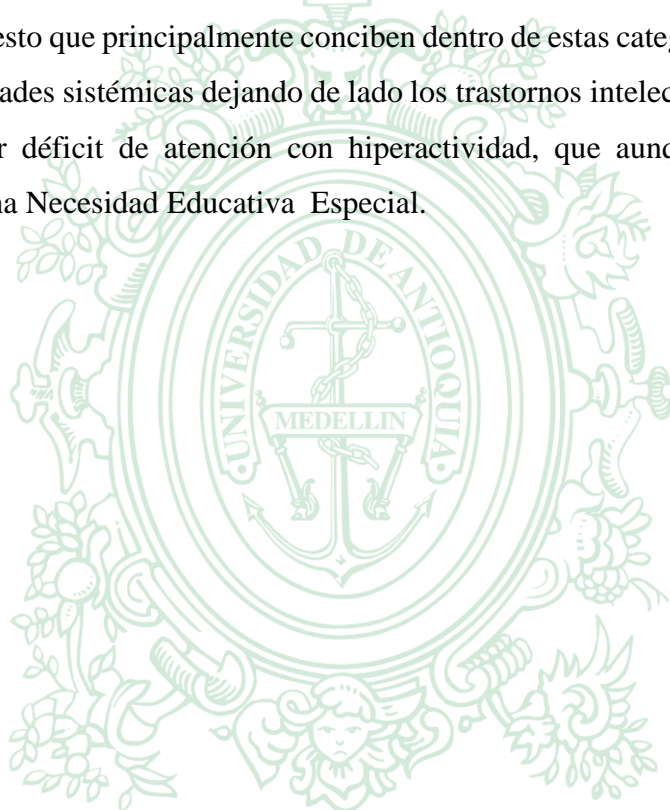 esto que principalmente conciben dentro de estas categ
ades sistémicas dejando de lado los trastornos intelec
r déficit de atención con hiperactividad, que aund
na Necesidad Educativa Especial.
UNIVERSIDAD DE ANTIOQUIA
MEDELLIN